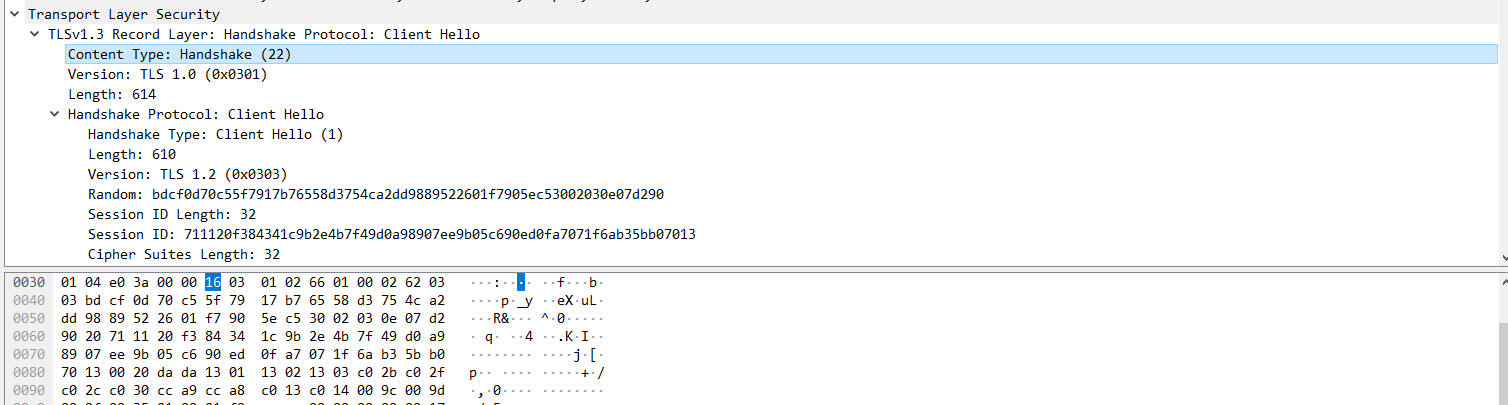 Transport Layer Security
TLSv1.3 Record Layer: Handshake Protocol: Client Hello
Content Type: Handshake (22)
Version: TLS 1.0 (0x0301)
Length: 614
Handshake Protocol: Client Hello
Handshake Type: Client Hello (1)
Length: 610
Version: TLS 1.2 (0x0303)
Random: bdcf0d70c55f7917b76558d3754ca2dd9889522601f7905ec53002030e07d290
Session ID Length: 32
Session ID: 711120f384341c9b2e4b7f49d0a98907ee9b05c690ed0fa7071f6ab35bb07013
Cipher Suites Length: 32
0030 01 04 e0 3a 00 00 16 03 01 02 66 01 00 02 62 03 ···:···· ··f···b·
0040 03 bd cf 0d 70 c5 5f 79 17 b7 65 58 d3 75 4c a2 ····p·_y ··eX·uL·
0050 dd 98 89 52 26 01 f7 90 5e c5 30 02 03 0e 07 d2 ···R&··· ^·0·····
0060 90 20 71 11 20 f3 84 34 1c 9b 2e 4b 7f 49 d0 a9 · q· ··4 ··.K·I··
0070 89 07 ee 9b 05 c6 90 ed 0f a7 07 1f 6a b3 5b b0 ········ ····j·[·
0080 70 13 00 20 da da 13 01 13 02 13 03 c0 2b c0 2f p·· ···· ·····+·/
0090 c0 2c c0 30 cc a9 cc a8 c0 13 c0 14 00 9c 00 9d ·,·0···· ········